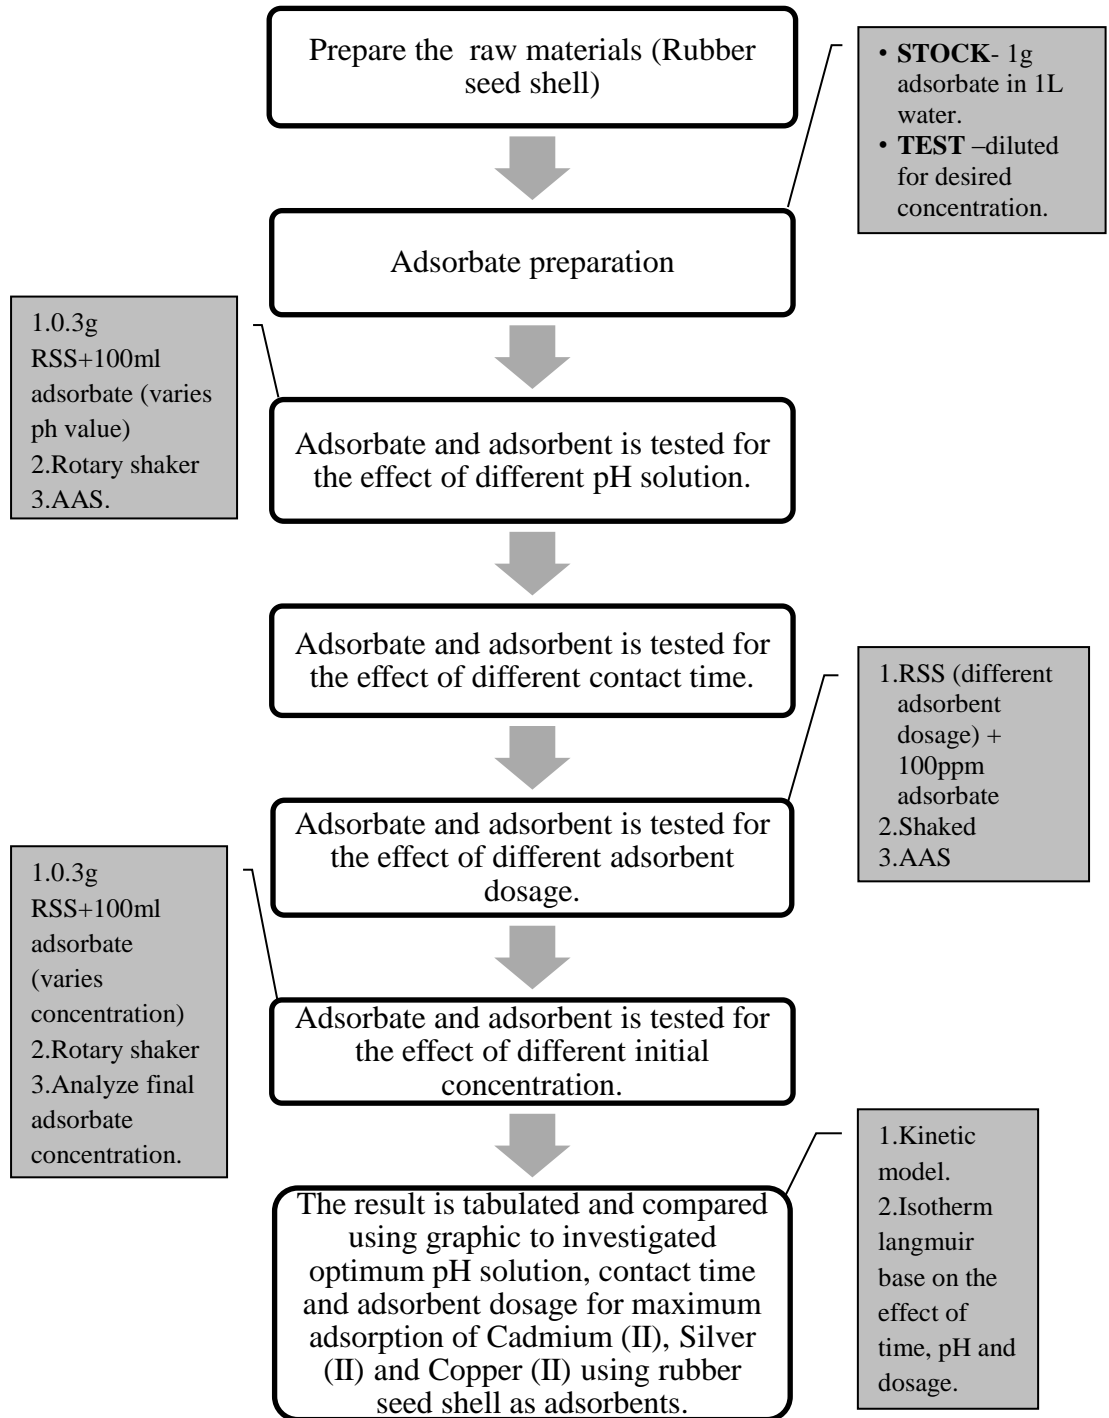 Prepare the raw materials (Rubber
seed shell)
• STOCK- 1g
adsorbate in 1L
water.
• TEST –diluted
for desired
concentration.
Adsorbate preparation
1.0.3g
RSS+100ml
adsorbate (varies
ph value)
2.Rotary shaker
3.AAS.
Adsorbate and adsorbent is tested for
the effect of different pH solution.
Adsorbate and adsorbent is tested for
the effect of different contact time.
1.RSS (different
adsorbent
dosage) +
100ppm
adsorbate
2.Shaked
3.AAS
Adsorbate and adsorbent is tested for
the effect of different adsorbent
dosage.
1.0.3g
RSS+100ml
adsorbate
(varies
concentration)
2.Rotary shaker
3.Analyze final
adsorbate
concentration.
Adsorbate and adsorbent is tested for
the effect of different initial
concentration.
1.Kinetic
model.
2.Isotherm
langmuir
base on the
effect of
time, pH and
dosage.
The result is tabulated and compared
using graphic to investigated
optimum pH solution, contact time
and adsorbent dosage for maximum
adsorption of Cadmium (II), Silver
(II) and Copper (II) using rubber
seed shell as adsorbents.